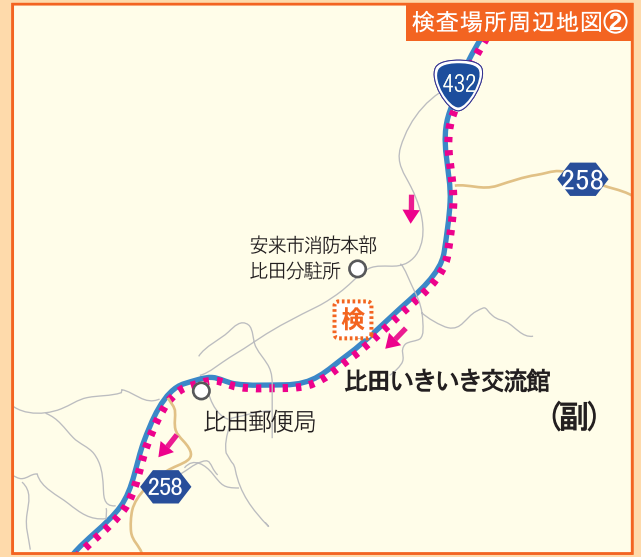 検査場所周辺地図②
432
258
安来市消防本部
比田分駐所
検
比田いきいき交流館
(副)
比田郵便局
258